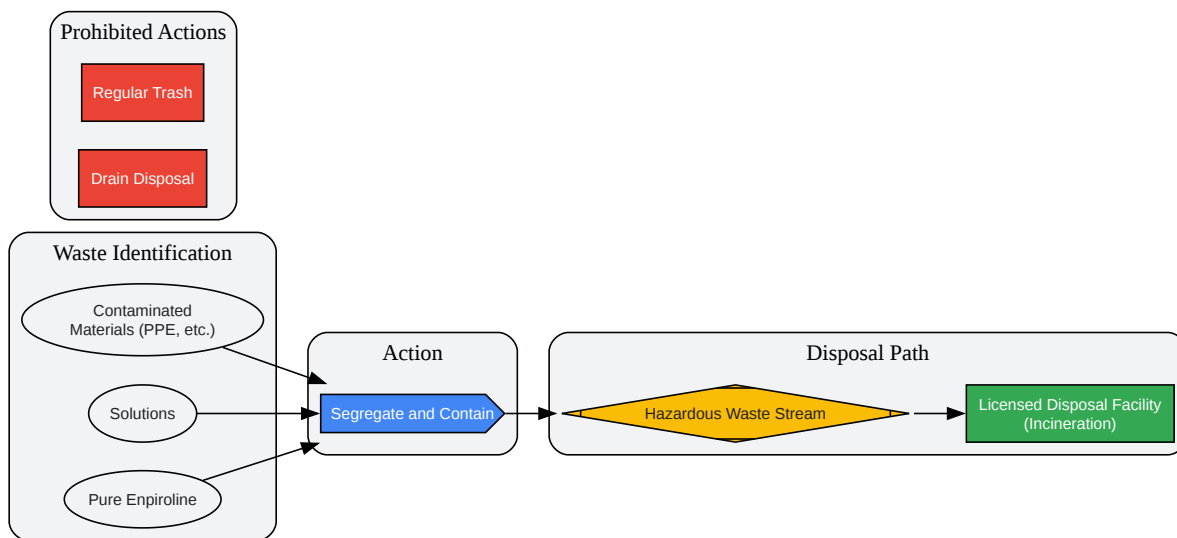 Prohibited Actions
Regular Trash
Drain Disposal
Waste Identification
Contaminated
Materials (PPE, etc.)
Solutions
Pure Enpiroline
Action
Segregate and Contain
Disposal Path
Hazardous Waste Stream
Licensed Disposal Facility
(Incineration)